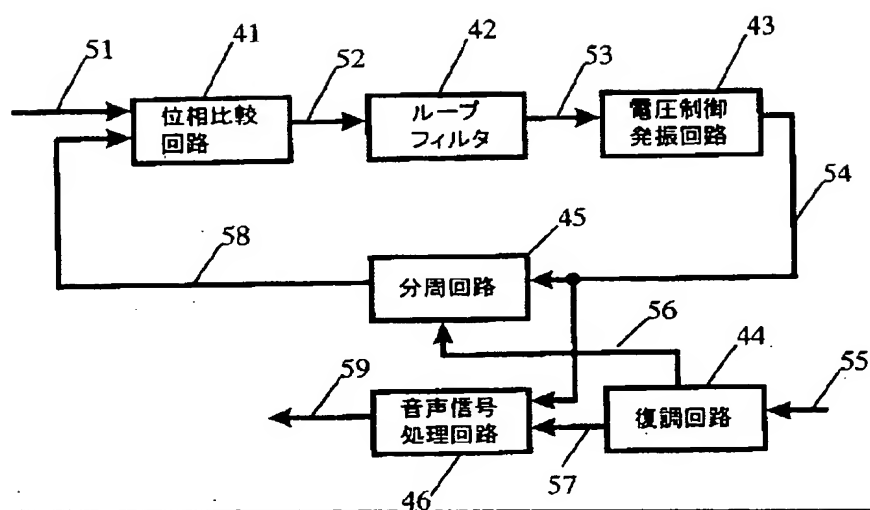 51
41
52
42
53
43
位相比較
回路
ループ
フィルタ
電圧制御
発振回路
54
58
45
分周回路
56
44
55
59
音声信号
処理回路
復調回路
46
57